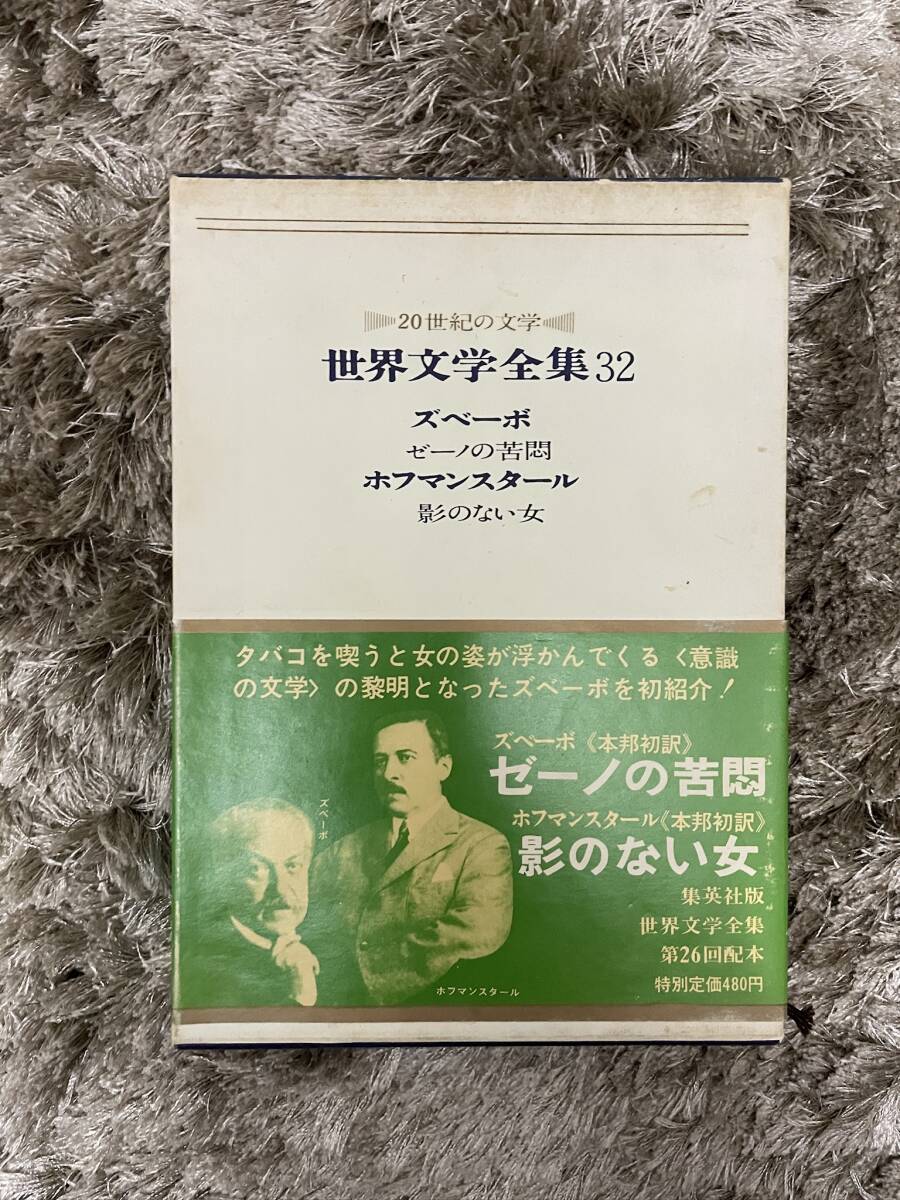 20世紀の文学
世界文学全集32
ズベーボ
ゼーノの苦悶
ホフマンスタール
影のない女
タバコを喫うと女の姿が浮かんでくる〈意識
の文学〉の黎明となったズベーボを初紹介!
ズベーボ《本邦初訳》
ゼーノの苦悶
ホフマンスタール《本邦初訳》
影のない女
集英社版
世界文学全集
第26回配本
特別定価480円
ズベーボ
ホフマンスタール